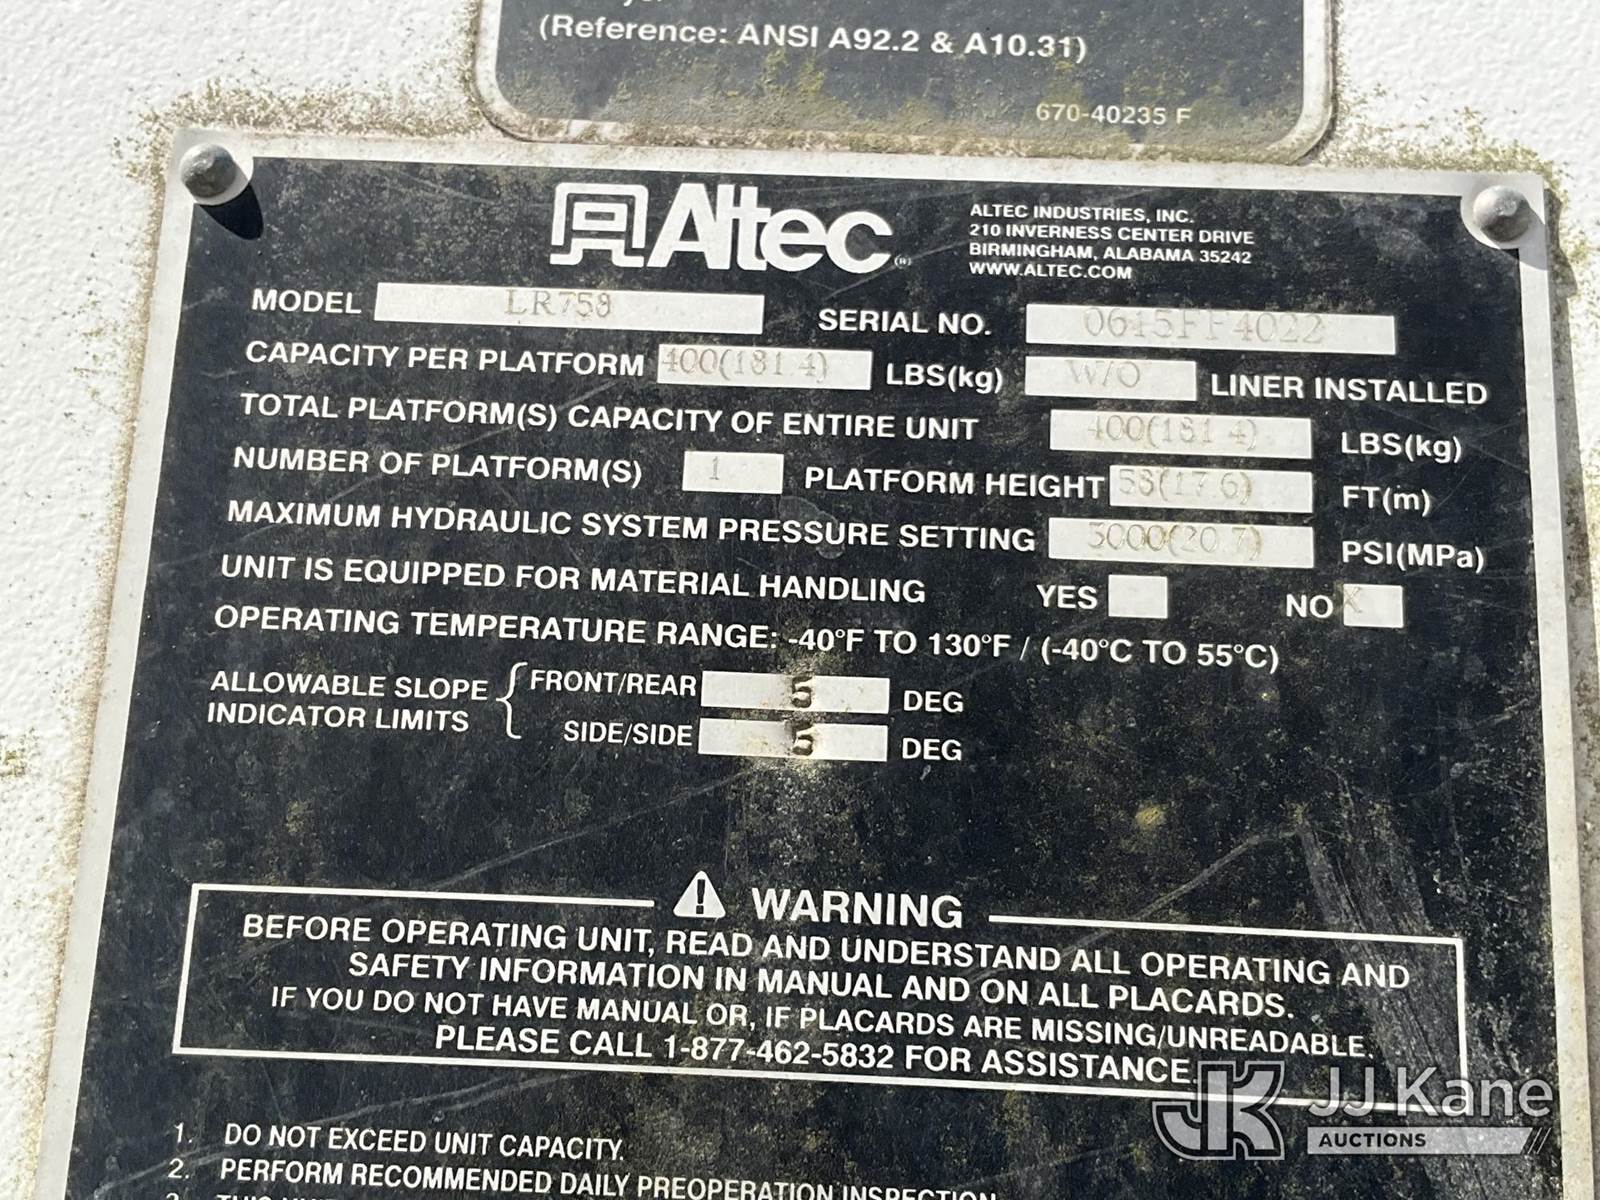 (Reference: ANSI A92.2 & A10.31)
670-40235 F
Altec
ALTEC INDUSTRIES, INC.
210 INVERNESS CENTER DRIVE
BIRMINGHAM, ALABAMA 35242
WWW.ALTEC.COM
MODEL LR758 SERIAL NO. 0615FF4022
CAPACITY PER PLATFORM 400(181.4) LBS(kg) W/O LINER INSTALLED
TOTAL PLATFORM(S) CAPACITY OF ENTIRE UNIT 400(181.4) LBS(kg)
NUMBER OF PLATFORM(S) 1 PLATFORM HEIGHT 58(17.6) FT(m)
MAXIMUM HYDRAULIC SYSTEM PRESSURE SETTING 3000(20.7) PSI(MPa)
UNIT IS EQUIPPED FOR MATERIAL HANDLING YES NO X
OPERATING TEMPERATURE RANGE: -40°F TO 130°F / (-40°C TO 55°C)
ALLOWABLE SLOPE INDICATOR LIMITS
FRONT/REAR 5 DEG
SIDE/SIDE 5 DEG
WARNING
BEFORE OPERATING UNIT, READ AND UNDERSTAND ALL OPERATING AND
SAFETY INFORMATION IN MANUAL AND ON ALL PLACARDS.
IF YOU DO NOT HAVE MANUAL OR, IF PLACARDS ARE MISSING/UNREADABLE.
PLEASE CALL 1-877-462-5832 FOR ASSISTANCE.
1. DO NOT EXCEED UNIT CAPACITY.
2. PERFORM RECOMMENDED DAILY PREOPERATION INSPECTION
JK JJ Kane
AUCTIONS